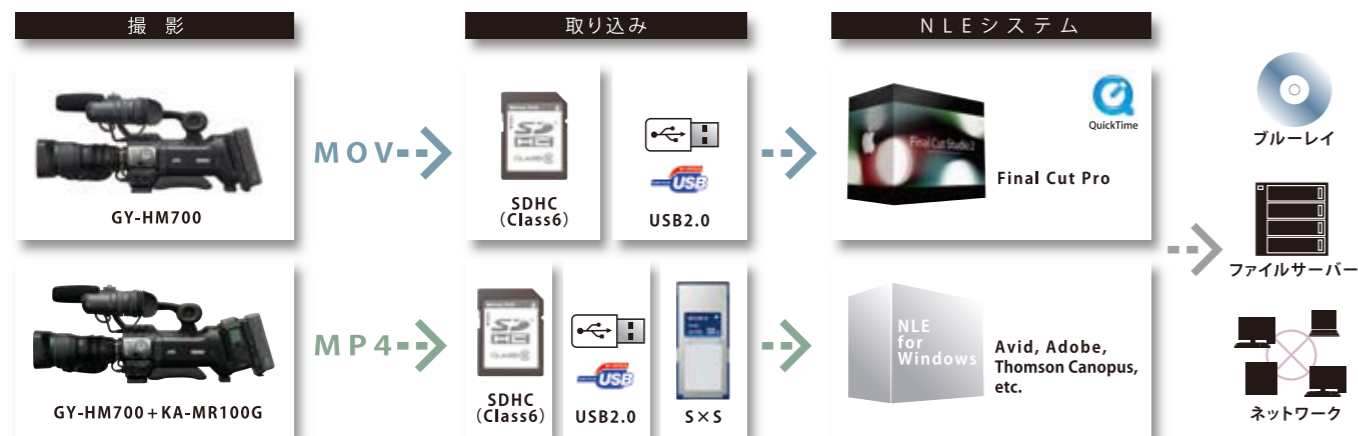 撮 影
取り込み
NLEシステム
GY-HM700
MOV
SDHC
（Class6）
USB
USB2.0
Final Cut Studio 2
QuickTime
Final Cut Pro
ブルーレイ
ファイルサーバー
ネットワーク
GY-HM700+KA-MR100G
MP4
SDHC
（Class6）
USB
USB2.0
S×S
NLE
for
Windows
Avid, Adobe,
Thomson Canopus,
etc.